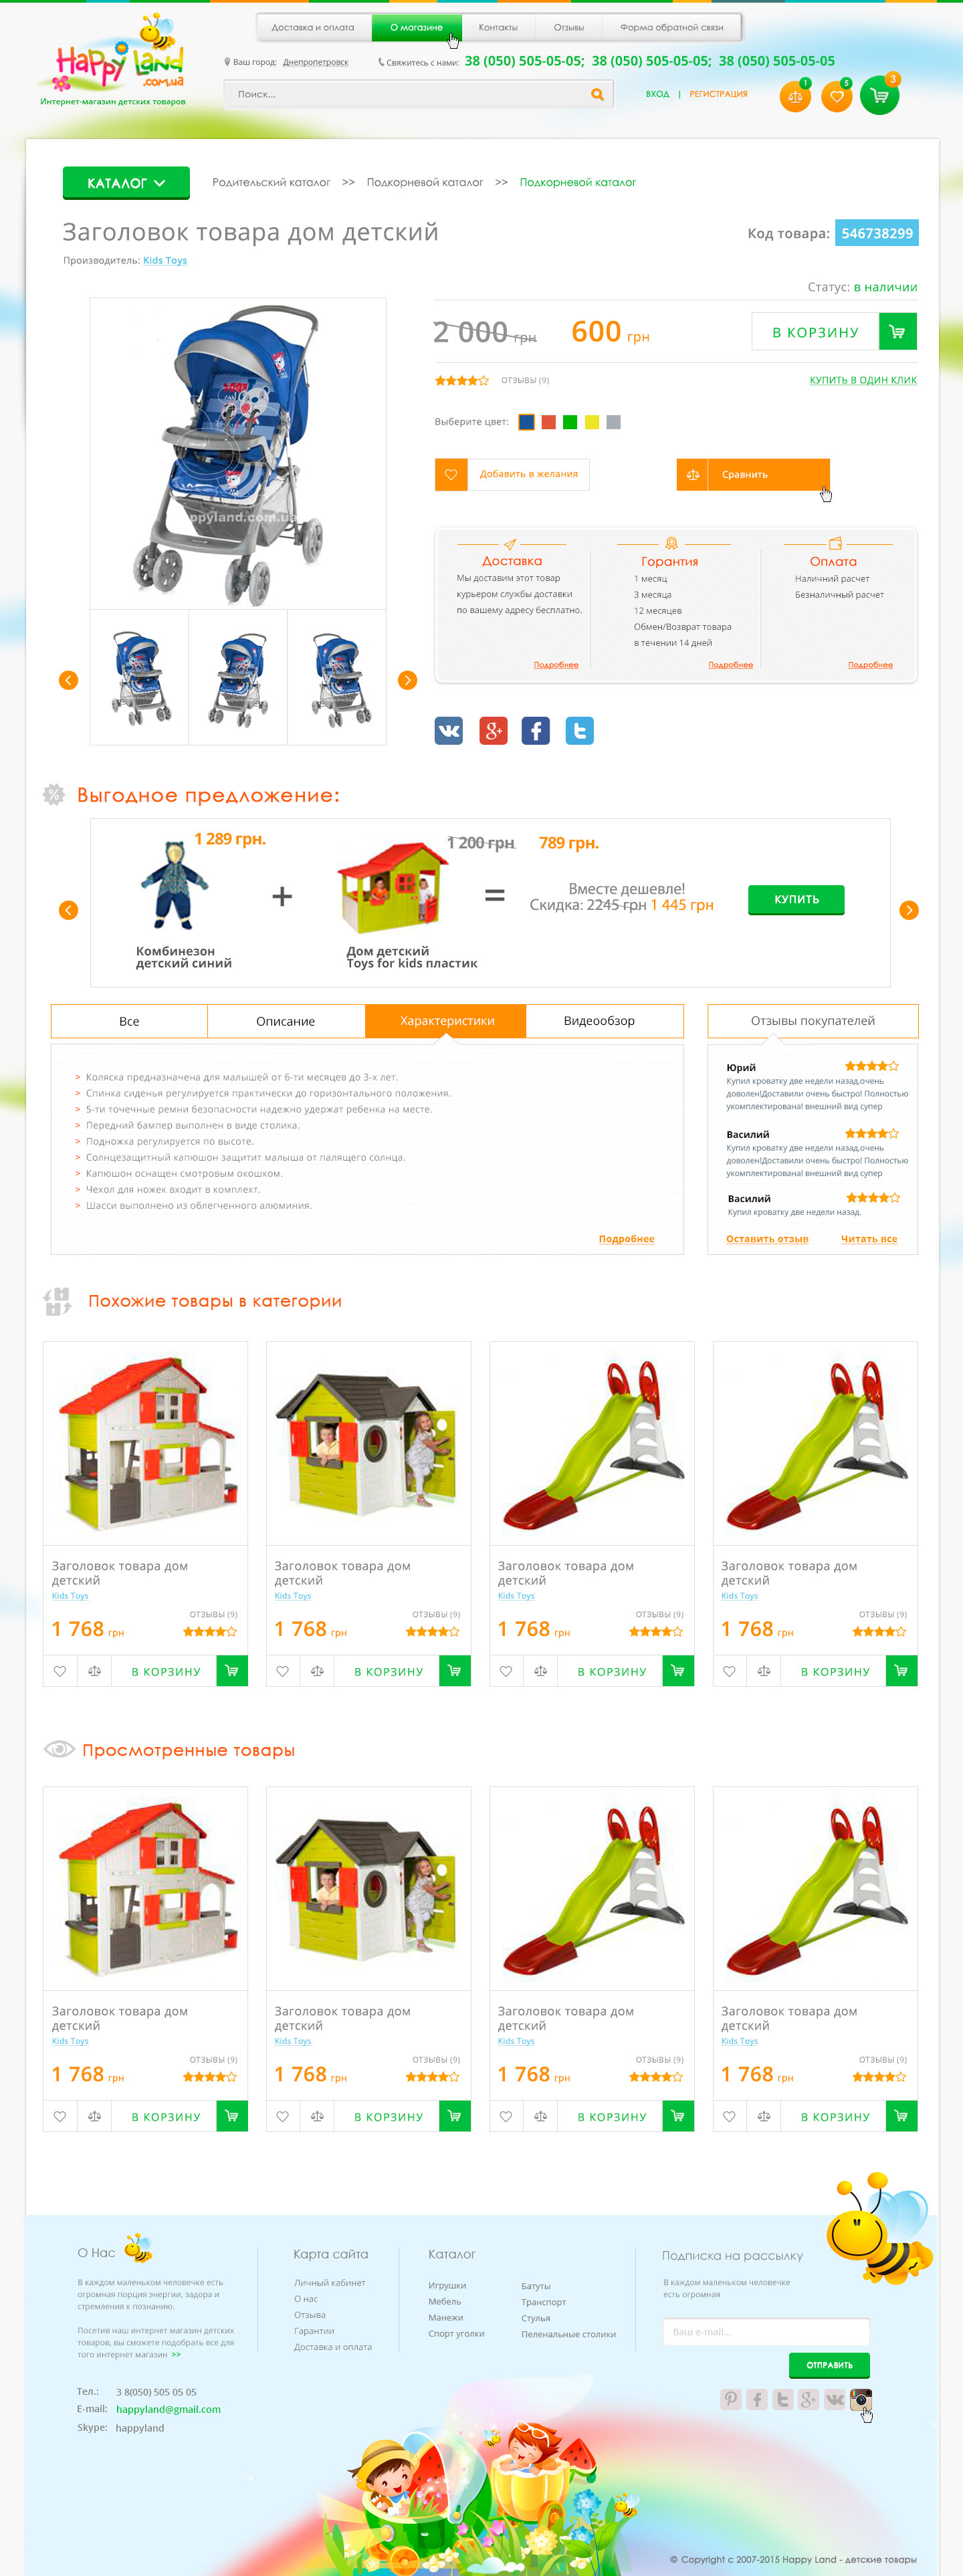 Доставка и оплата
О магазине
Контакты
Отзывы
Форма обратной связи
Happy Land
.com.ua
Интернет-магазин детских товаров
Ваш город: Днепропетровск
Свяжитесь с нами: 38 (050) 505-05-05; 38 (050) 505-05-05; 38 (050) 505-05-05
Поиск...
ВХОД | РЕГИСТРАЦИЯ
1
5
3
КАТАЛОГ
Родительский каталог >> Подкорневой каталог >> Подкорневой каталог
Заголовок товара дом детский
Код товара: 546738299
Производитель: Kids Toys
Статус: в наличии
2 000 грн 600 грн
В КОРЗИНУ
ОТЗЫВЫ (9)
КУПИТЬ В ОДИН КЛИК
Выберите цвет:
Добавить в желания
Сравнить
ppyland.com.ua
Доставка
Мы доставим этот товар
курьером службы доставки
по вашему адресу бесплатно.
Подробнее
Горантия
1 месяц
3 месяца
12 месяцев
Обмен/Возврат товара
в течении 14 дней
Подробнее
Оплата
Наличний расчет
Безналичный расчет
Подробнее
Выгодное предложение:
1 289 грн.
+
1 200 грн 789 грн.
=
Вместе дешевле!
Скидка: 2245 грн 1 445 грн
КУПИТЬ
Комбинезон
детский синий
Дом детский
Toys for kids пластик
Все
Описание
Характеристики
Видеообзор
> Коляска предназначена для малышей от 6-ти месяцев до 3-х лет.
> Спинка сиденья регулируется практически до горизонтального положения.
> 5-ти точечные ремни безопасности надежно удержат ребенка на месте.
> Передний бампер выполнен в виде столика.
> Подножка регулируется по высоте.
> Солнцезащитный капюшон защитит малыша от палящего солнца.
> Капюшон оснащен смотровым окошком.
> Чехол для ножек входит в комплект.
> Шасси выполнено из облегченного алюминия.
Подробнее
Отзывы покупателей
Юрий
Купил кроватку две недели назад,очень
доволен!Доставили очень быстро! Полностью
укомплектирована! внешний вид супер
Василий
Купил кроватку две недели назад,очень
доволен!Доставили очень быстро! Полностью
укомплектирована! внешний вид супер
Василий
Купил кроватку две недели назад.
Оставить отзыв
Читать все
Похожие товары в категории
Заголовок товара дом
детский
Kids Toys
ОТЗЫВЫ (9)
1 768 грн
В КОРЗИНУ
Заголовок товара дом
детский
Kids Toys
ОТЗЫВЫ (9)
1 768 грн
В КОРЗИНУ
Заголовок товара дом
детский
Kids Toys
ОТЗЫВЫ (9)
1 768 грн
В КОРЗИНУ
Заголовок товара дом
детский
Kids Toys
ОТЗЫВЫ (9)
1 768 грн
В КОРЗИНУ
Просмотренные товары
Заголовок товара дом
детский
Kids Toys
ОТЗЫВЫ (9)
1 768 грн
В КОРЗИНУ
Заголовок товара дом
детский
Kids Toys
ОТЗЫВЫ (9)
1 768 грн
В КОРЗИНУ
Заголовок товара дом
детский
Kids Toys
ОТЗЫВЫ (9)
1 768 грн
В КОРЗИНУ
Заголовок товара дом
детский
Kids Toys
ОТЗЫВЫ (9)
1 768 грн
В КОРЗИНУ
О Нас
В каждом маленьком человечке есть
огромная порция энергии, задора и
стремления к познанию.
Посетив наш интернет магазин детских
товаров, вы сможете подобрать все для
того интернет магазин >>
Тел.: 3 8(050) 505 05 05
E-mail: happyland@gmail.com
Skype: happyland
Карта сайта
Личный кабинет
О нас
Отзыва
Гарантии
Доставка и оплата
Каталог
Игрушки
Мебель
Манежи
Спорт уголки
Батуты
Транспорт
Стулья
Пеленальные столики
Подписка на рассылку
В каждом маленьком человечке
есть огромная
Ваш e-mail...
ОТПРАВИТЬ
© Copyright с 2007-2015 Happy Land - детские товары